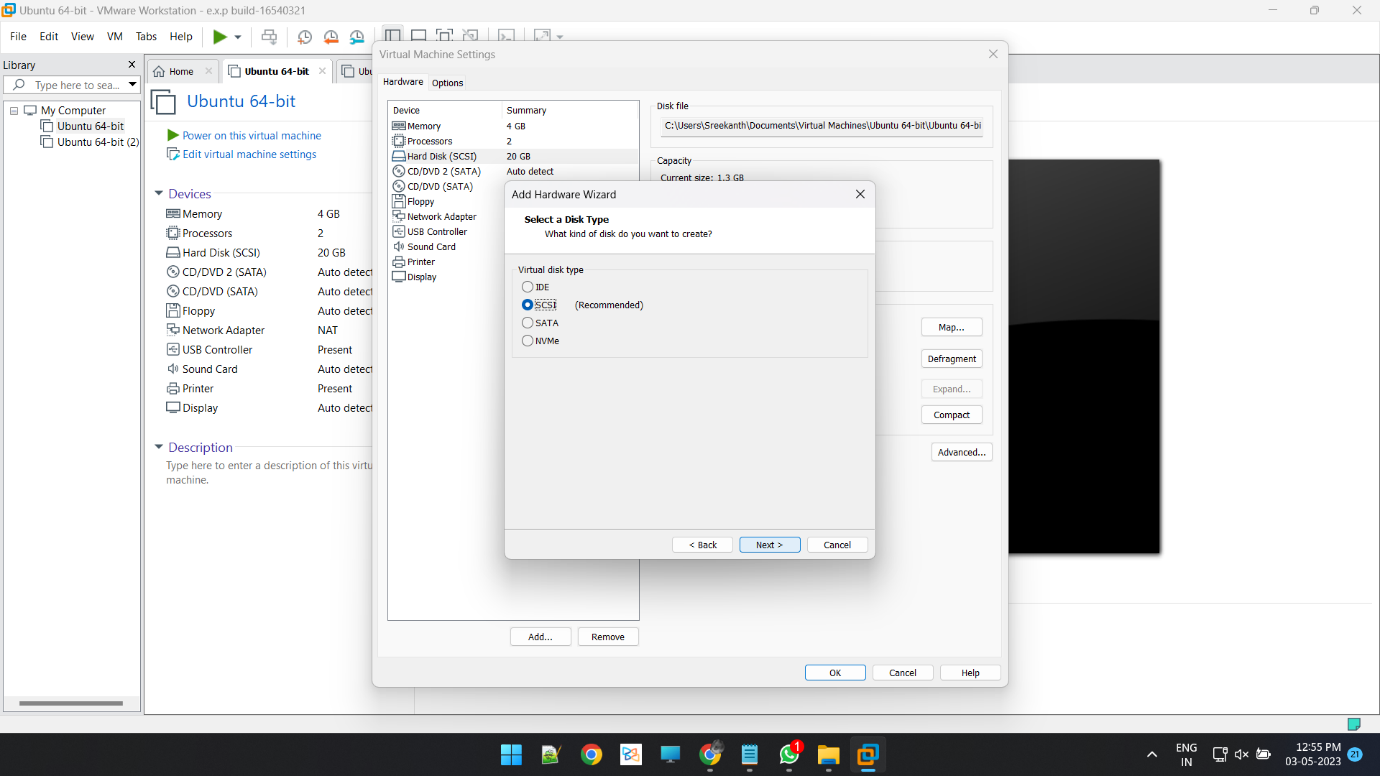 Ubuntu 64-bit - VMware Workstation - e.x.p build-16540321
File Edit View VM Tabs Help
Library
Type here to sea...
My Computer
Ubuntu 64-bit
Ubuntu 64-bit (2)
Home
Ubuntu 64-bit
Ubu
Ubuntu 64-bit
Power on this virtual machine
Edit virtual machine settings
Devices
Memory 4 GB
Processors 2
Hard Disk (SCSI) 20 GB
CD/DVD 2 (SATA) Auto detect
CD/DVD (SATA) Auto detect
Floppy Auto detect
Network Adapter NAT
USB Controller Present
Sound Card Auto detect
Printer Present
Display Auto detect
Description
Type here to enter a description of this virtu
machine.
Virtual Machine Settings
Hardware Options
Device Summary
Memory 4 GB
Processors 2
Hard Disk (SCSI) 20 GB
CD/DVD 2 (SATA) Auto detect
CD/DVD (SATA)
Floppy
Network Adapter
USB Controller
Sound Card
Printer
Display
Add...
Remove
Disk file
C:\Users\Sreekanth\Documents\Virtual Machines\Ubuntu 64-bit\Ubuntu 64-bi
Capacity
Current size: 1.3 GB
Map...
Defragment
Expand...
Compact
Advanced...
OK
Cancel
Help
Add Hardware Wizard
Select a Disk Type
What kind of disk do you want to create?
Virtual disk type
IDE
SCSI (Recommended)
SATA
NVMe
< Back
Next >
Cancel
1
ENG
IN
12:55 PM
03-05-2023
21